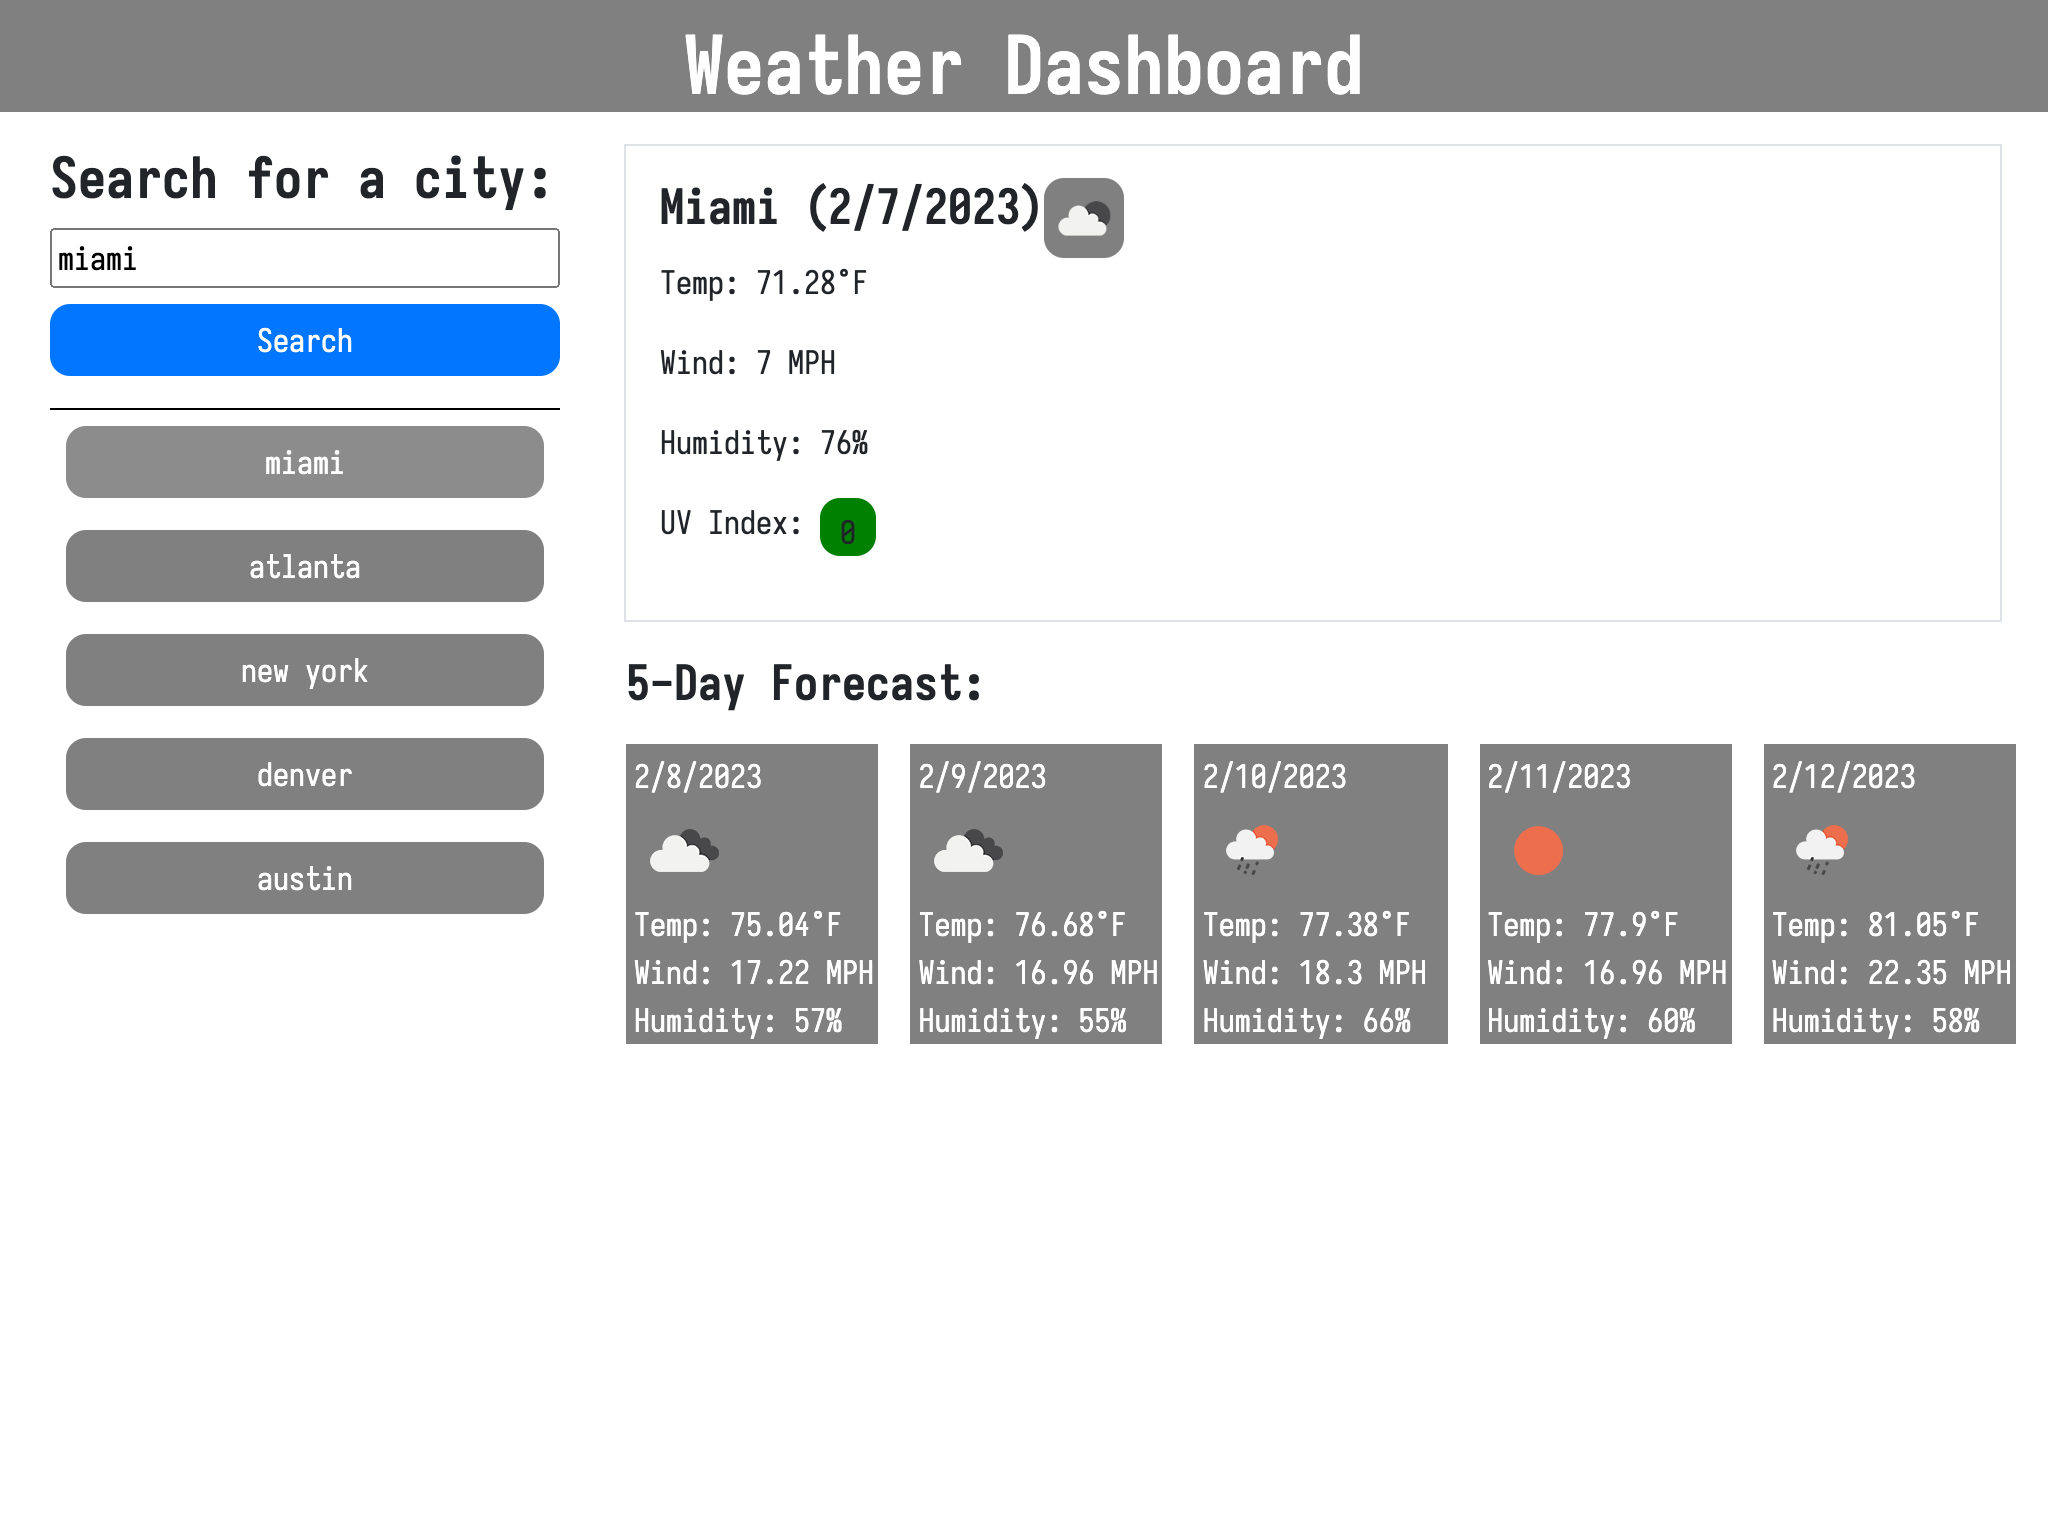 Weather Dashboard
Search for a city:
miami
Search
miami
atlanta
new york
denver
austin
Miami (2/7/2023)
Temp: 71.28°F
Wind: 7 MPH
Humidity: 76%
UV Index: 0
5-Day Forecast:
2/8/2023
Temp: 75.04°F
Wind: 17.22 MPH
Humidity: 57%
2/9/2023
Temp: 76.68°F
Wind: 16.96 MPH
Humidity: 55%
2/10/2023
Temp: 77.38°F
Wind: 18.3 MPH
Humidity: 66%
2/11/2023
Temp: 77.9°F
Wind: 16.96 MPH
Humidity: 60%
2/12/2023
Temp: 81.05°F
Wind: 22.35 MPH
Humidity: 58%